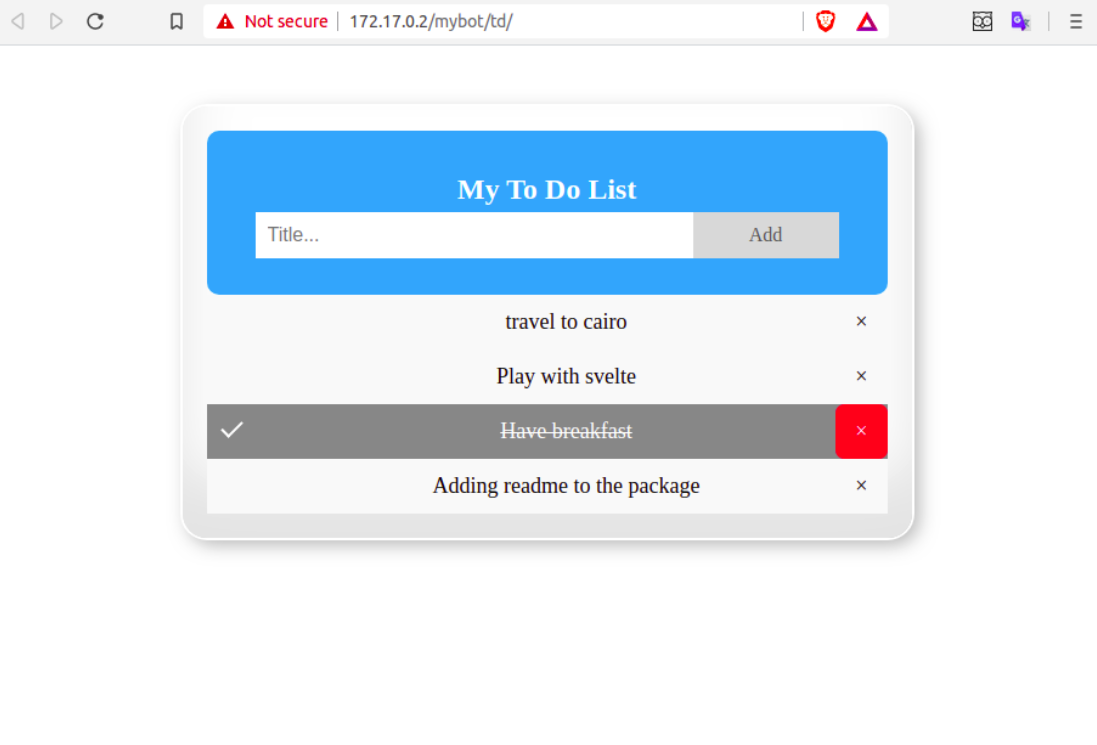 Not secure 172.17.0.2/mybot/td/
My To Do List
Title... Add
travel to cairo ×
Play with svelte ×
Have breakfast ×
Adding readme to the package ×